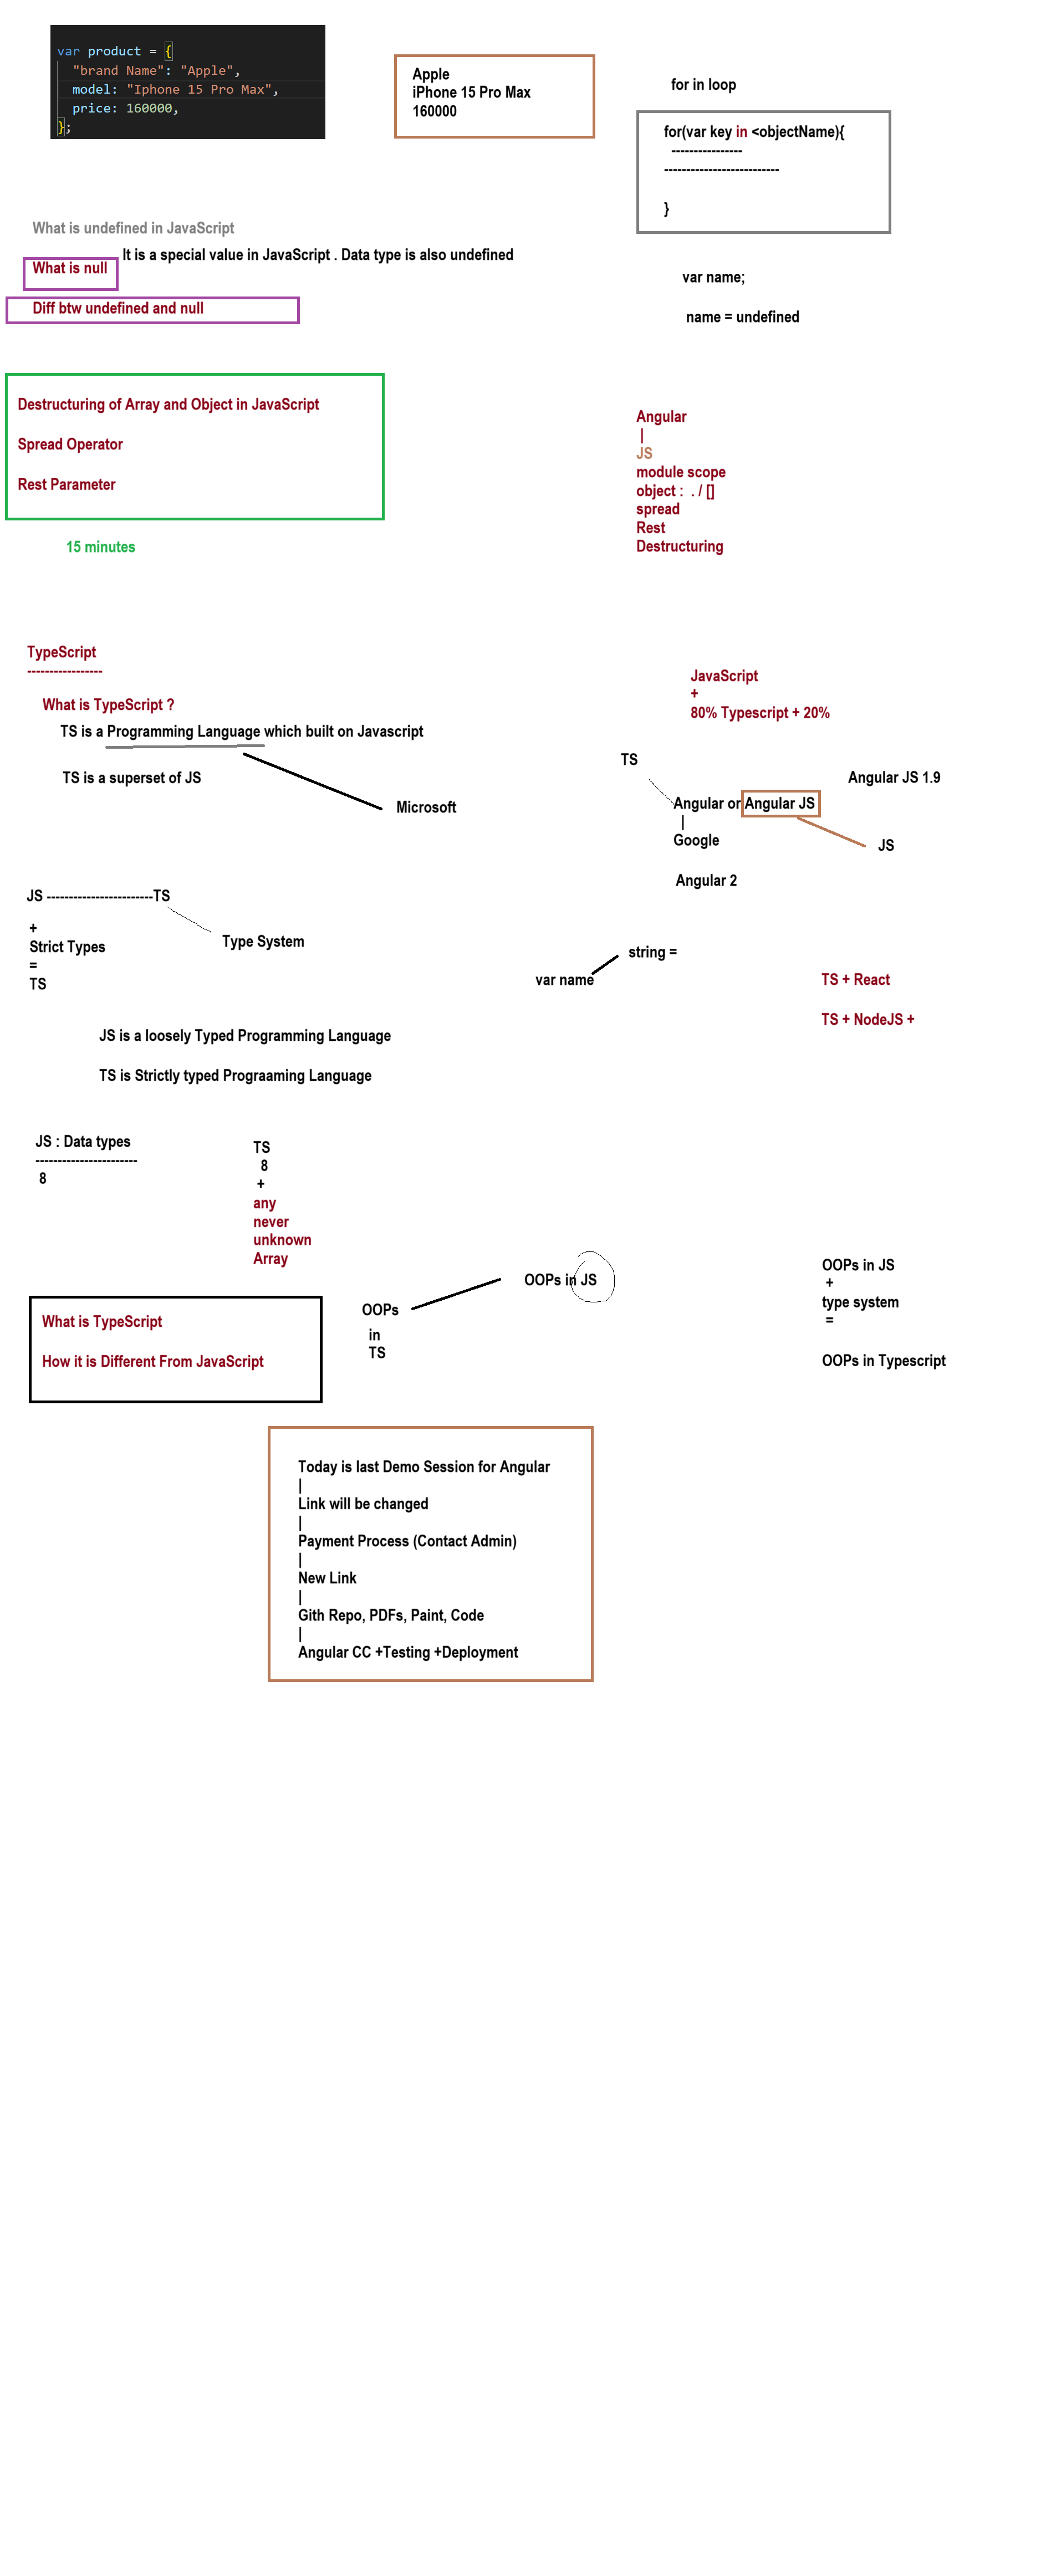 var product = {
"brand Name": "Apple",
model: "Iphone 15 Pro Max",
price: 160000,
};
Apple
iPhone 15 Pro Max
160000
for in loop
for(var key in <objectName){
----------------
--------------------------
}
What is undefined in JavaScript
It is a special value in JavaScript . Data type is also undefined
What is null
Diff btw undefined and null
var name;
name = undefined
Destructuring of Array and Object in JavaScript
Spread Operator
Rest Parameter
15 minutes
Angular
|
JS
module scope
object : . / []
spread
Rest
Destructuring
TypeScript
-----------------
What is TypeScript ?
TS is a Programming Language which built on Javascript
TS is a superset of JS
Microsoft
JavaScript
+
80% Typescript + 20%
TS
Angular JS 1.9
Angular or Angular JS
|
Google
JS
Angular 2
JS ------------------------TS
+
Strict Types
=
TS
Type System
string =
var name
TS + React
TS + NodeJS +
JS is a loosely Typed Programming Language
TS is Strictly typed Prograaming Language
JS : Data types
-----------------------
8
TS
8
+
any
never
unknown
Array
OOPs in JS
OOPs
in
TS
OOPs in JS
+
type system
=
OOPs in Typescript
What is TypeScript
How it is Different From JavaScript
Today is last Demo Session for Angular
|
Link will be changed
|
Payment Process (Contact Admin)
|
New Link
|
Gith Repo, PDFs, Paint, Code
|
Angular CC +Testing +Deployment